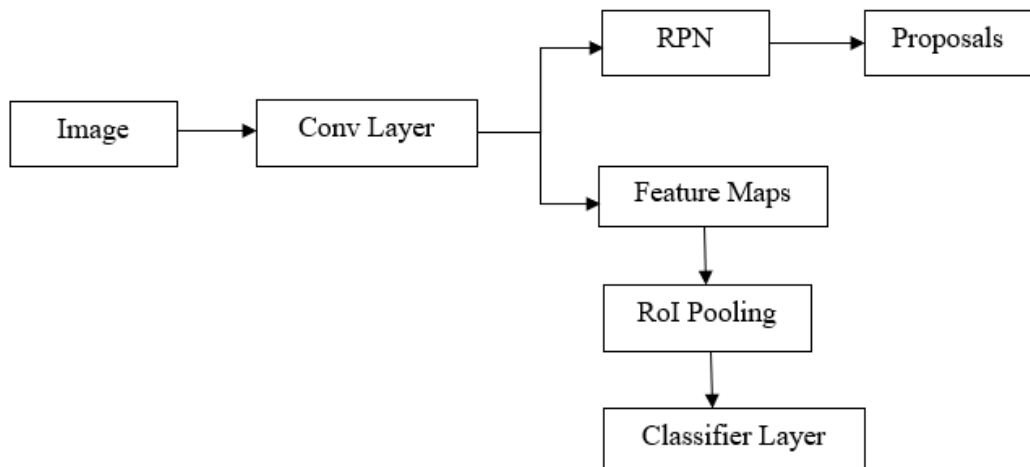 RPN
Proposals
Image
Conv Layer
Feature Maps
RoI Pooling
Classifier Layer